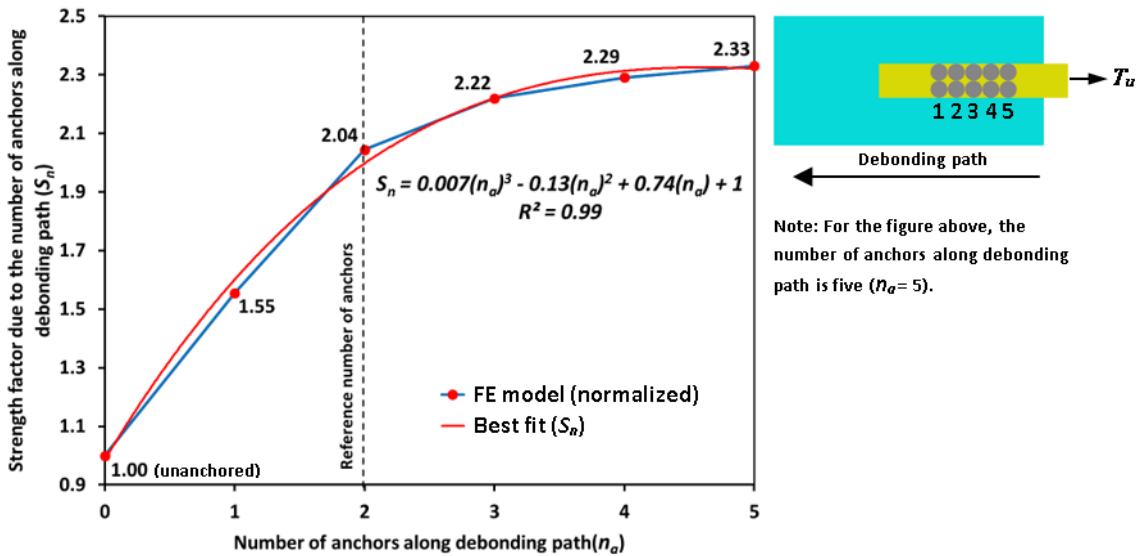 Strength factor due to the number of anchors along
debonding path (Sₙ)
2.5
2.3
2.1
1.9
1.7
1.5
1.3
1.1
0.9
0
1
2
3
4
5
Number of anchors along debonding path(nₐ)
1.00 (unanchored)
1.55
2.04
2.22
2.29
2.33
Reference number of anchors
Sₙ = 0.007(nₐ)³ - 0.13(nₐ)² + 0.74(nₐ) + 1
R² = 0.99
FE model (normalized)
Best fit (Sₙ)
Tᵤ
1 2 3 4 5
Debonding path
Note: For the figure above, the
number of anchors along debonding
path is five (nₐ= 5).